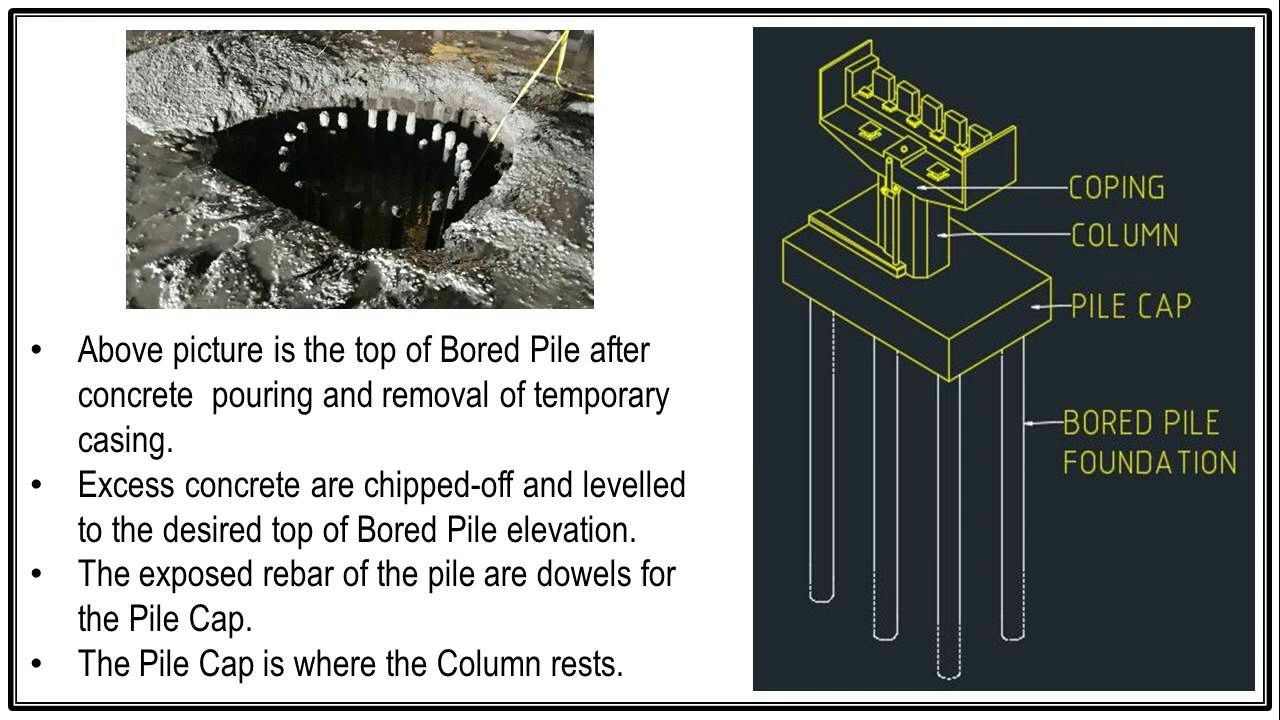 • Above picture is the top of Bored Pile after
concrete  pouring and removal of temporary
casing.
• Excess concrete are chipped-off and levelled
to the desired top of Bored Pile elevation.
• The exposed rebar of the pile are dowels for
the Pile Cap.
• The Pile Cap is where the Column rests.
COPING
COLUMN
PILE CAP
BORED PILE
FOUNDATION